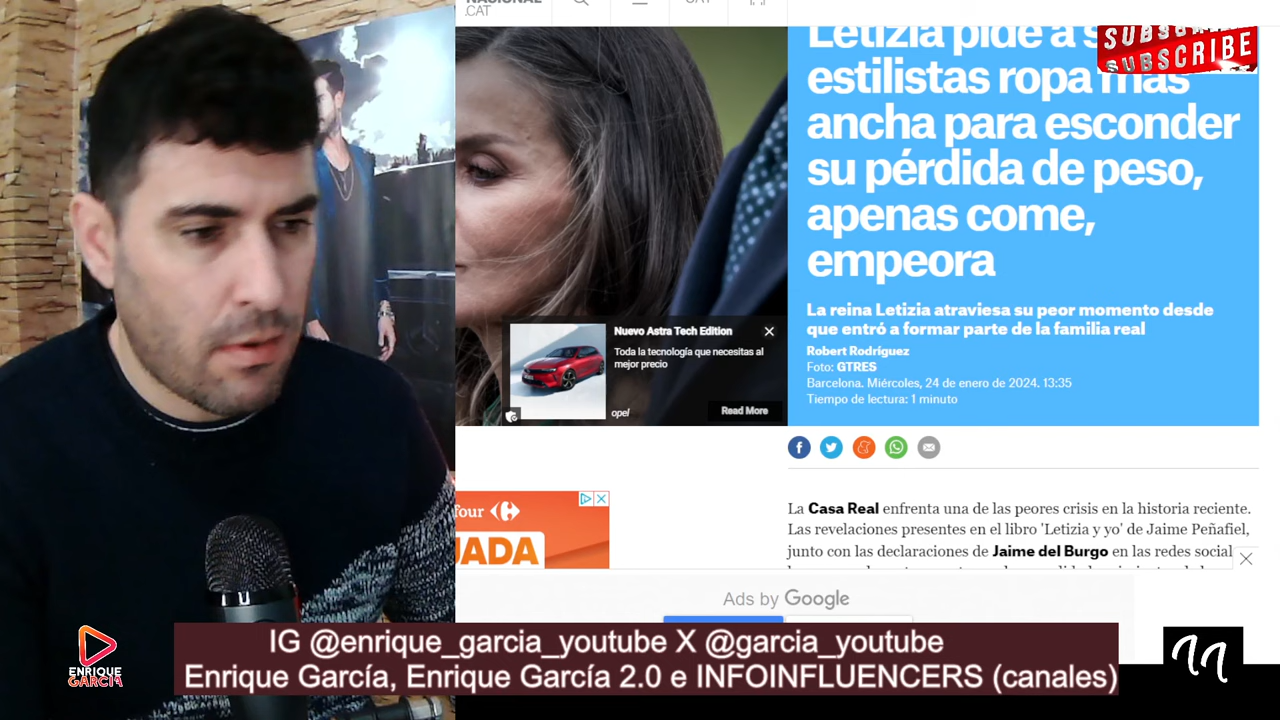 NACIONAL
.CAT
CAT
SUBSCRIBE
SUBSCRIBE
Letizia pide a s
estilistas ropa más
ancha para esconder
su pérdida de peso,
apenas come,
empeora
La reina Letizia atraviesa su peor momento desde
que entró a formar parte de la familia real
Robert Rodríguez
Foto: GTRES
Barcelona. Miércoles, 24 de enero de 2024. 13:35
Tiempo de lectura: 1 minuto
Nuevo Astra Tech Edition
Toda la tecnología que necesitas al
mejor precio
opel
Read More
four
UADA
La Casa Real enfrenta una de las peores crisis en la historia reciente.
Las revelaciones presentes en el libro 'Letizia y yo' de Jaime Peñafiel,
junto con las declaraciones de Jaime del Burgo en las redes social
Ads by Google
ENRIQUE
GARCÍA
IG @enrique_garcia_youtube X @garcia_youtube
Enrique García, Enrique García 2.0 e INFOINFLUENCERS (canales)